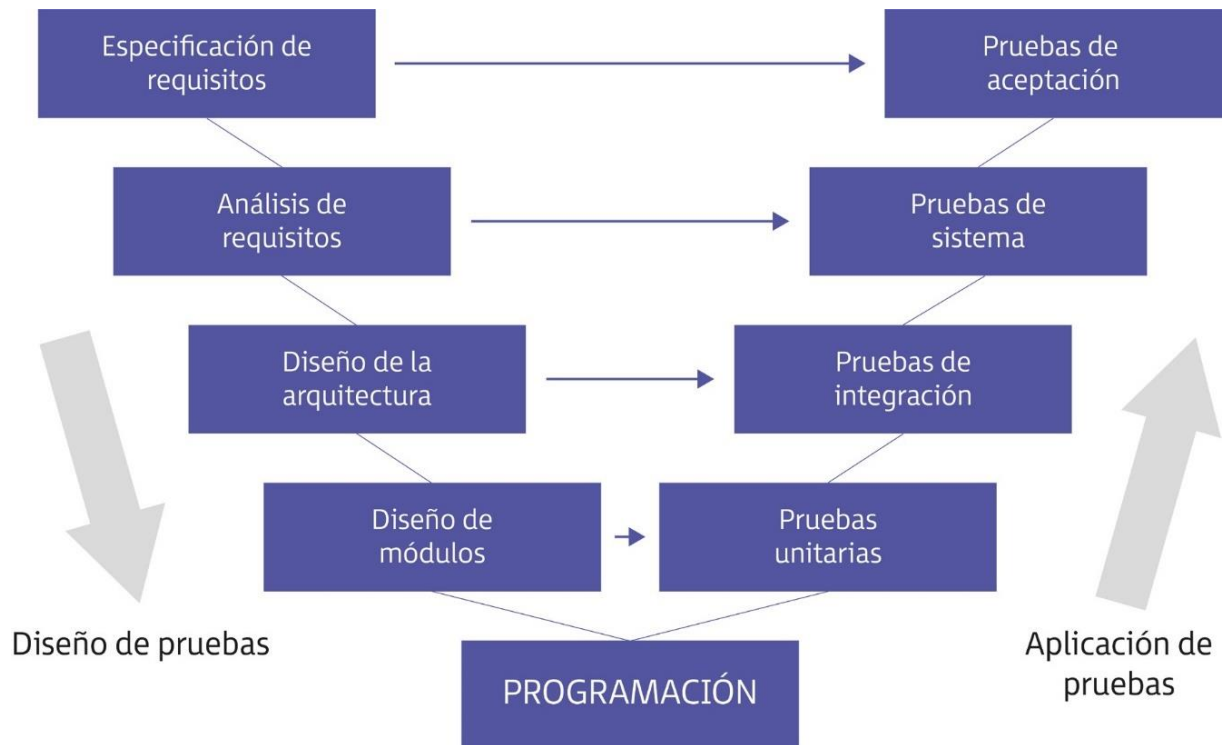 Especificación de
requisitos
Pruebas de
aceptación
Análisis de
requisitos
Pruebas de
sistema
Diseño de la
arquitectura
Pruebas de
integración
Diseño de
módulos
Pruebas
unitarias
Diseño de pruebas
Aplicación de
pruebas
PROGRAMACIÓN